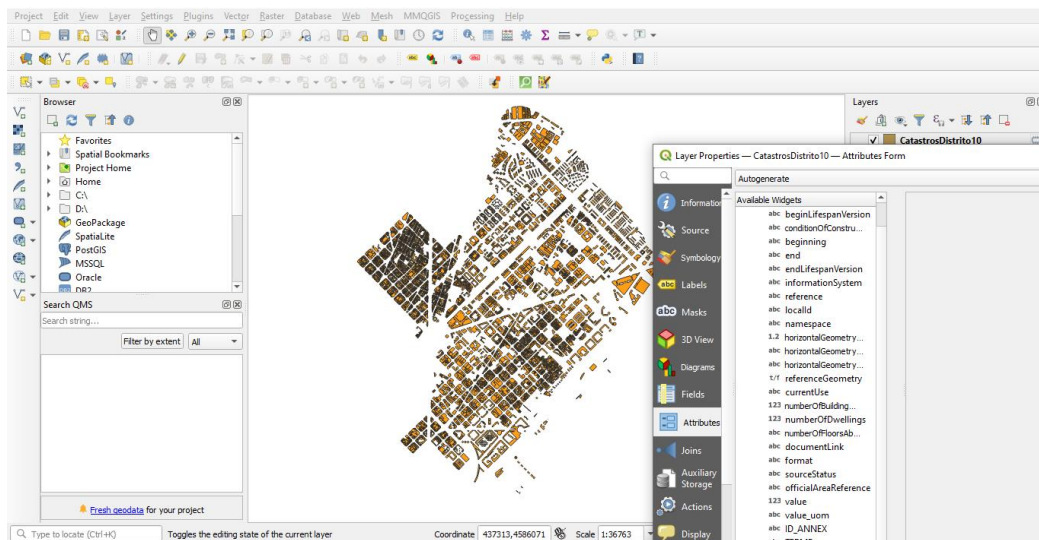 Project Edit View Layer Settings Plugins Vector Raster Database Web Mesh MMQGIS Processing Help
Browser
Favorites
Spatial Bookmarks
Project Home
Home
C:\
D:\
GeoPackage
SpatiaLite
PostGIS
MSSQL
Oracle
DB2
Search QMS
Search string...
Filter by extent All
Fresh geodata for your project
Layers
CatastrosDistrito10
Layer Properties — CatastrosDistrito10 — Attributes Form
Information
Source
Symbology
abc Labels
abc Masks
3D View
Diagrams
Fields
Attributes
Joins
Auxiliary
Storage
Actions
Display
Autogenerate
Available Widgets
abc beginLifespanVersion
abc conditionOfConstru...
abc beginning
abc end
abc endLifespanVersion
abc informationSystem
abc reference
abc localId
abc namespace
1.2 horizontalGeometry...
abc horizontalGeometry...
abc horizontalGeometry...
t/f referenceGeometry
abc currentUse
123 numberOfBuilding...
123 numberOfDwellings
abc numberOfFloorsAb...
abc documentLink
abc format
abc sourceStatus
abc officialAreaReference
123 value
abc value_uom
abc ID_ANNEX
Type to locate (Ctrl+K) Toggles the editing state of the current layer Coordinate 437313,4586071 Scale 1:36763